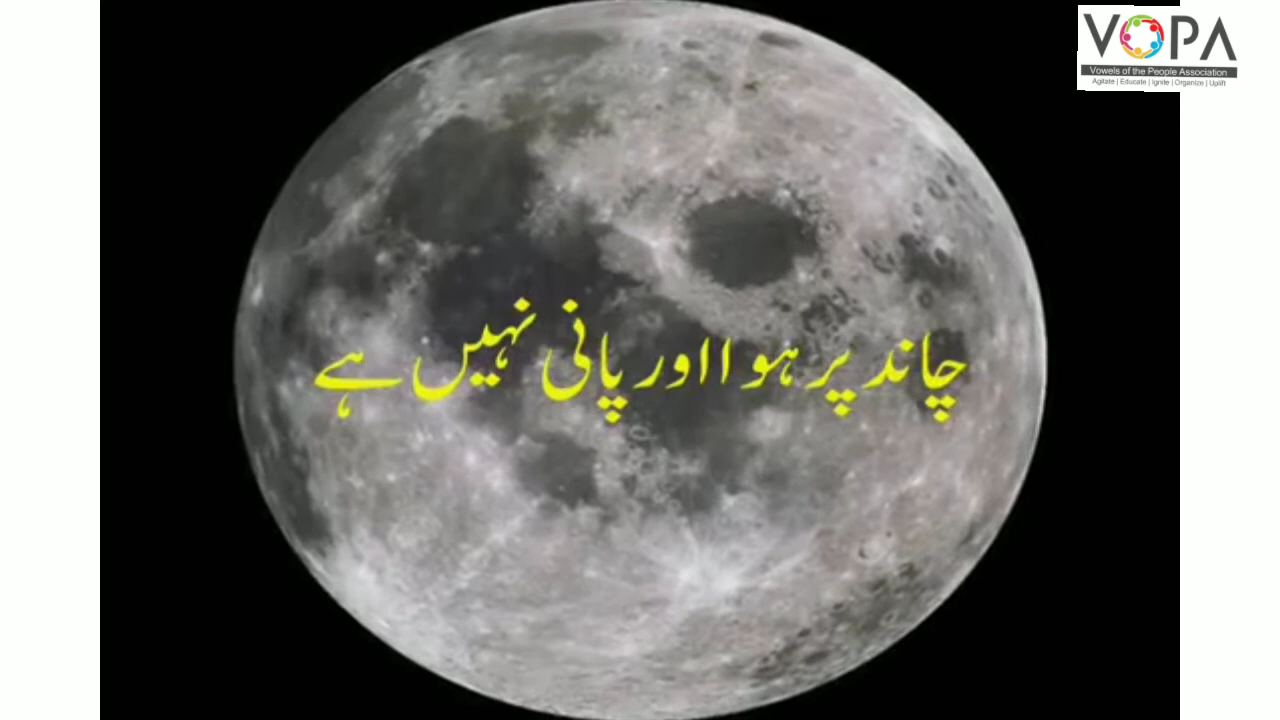 VOPA
Vowels of the People Association
Agitate | Educate | Ignite | Organize | Uplift
چاند پر ہوا اور پانی نہیں ہے